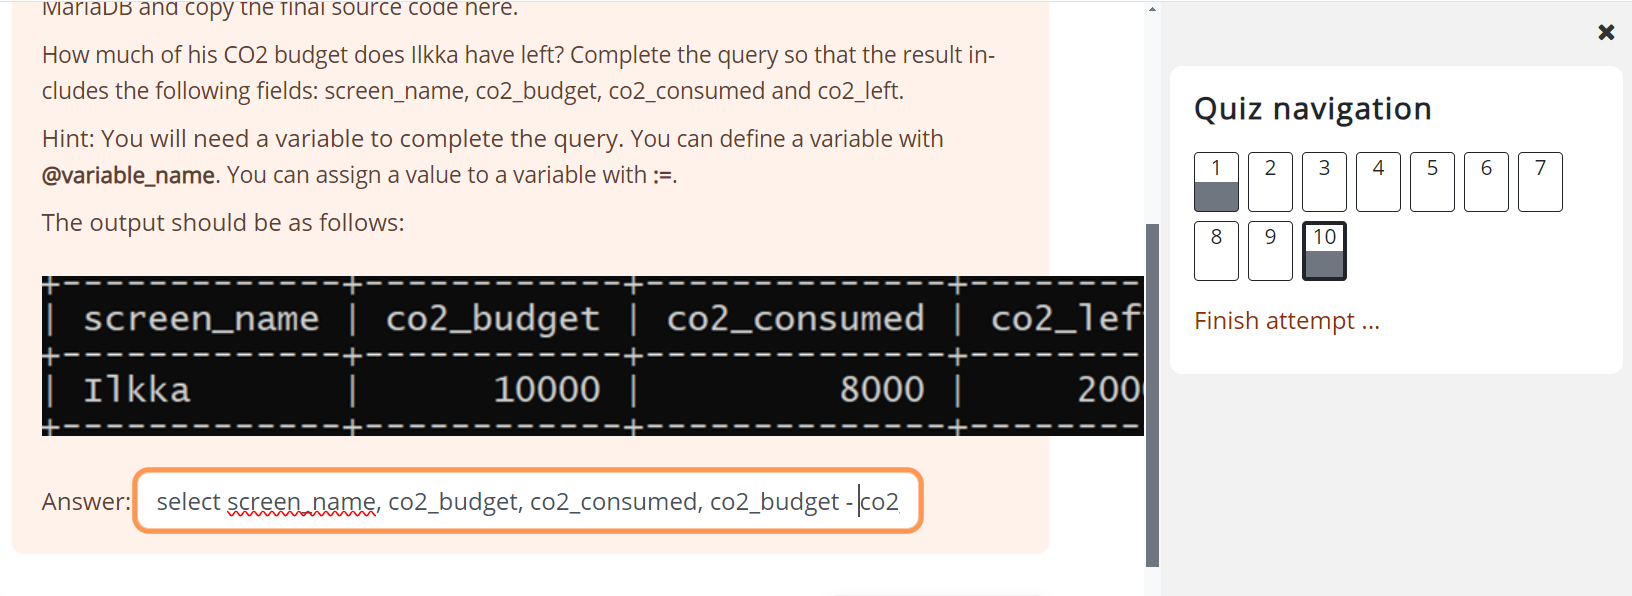 MariaDB and copy the final source code here.
How much of his CO2 budget does Ilkka have left? Complete the query so that the result in-
cludes the following fields: screen_name, co2_budget, co2_consumed and co2_left.
Hint: You will need a variable to complete the query. You can define a variable with
@variable_name. You can assign a value to a variable with :=.
The output should be as follows:
+-------------+------------+--------------+---------
| screen_name | co2_budget | co2_consumed | co2_lef
+-------------+------------+--------------+---------
| Ilkka | 10000 | 8000 | 200
+-------------+------------+--------------+---------
Answer: select screen_name, co2_budget, co2_consumed, co2_budget - co2
Quiz navigation
1 2 3 4 5 6 7
8 9 10
Finish attempt ...